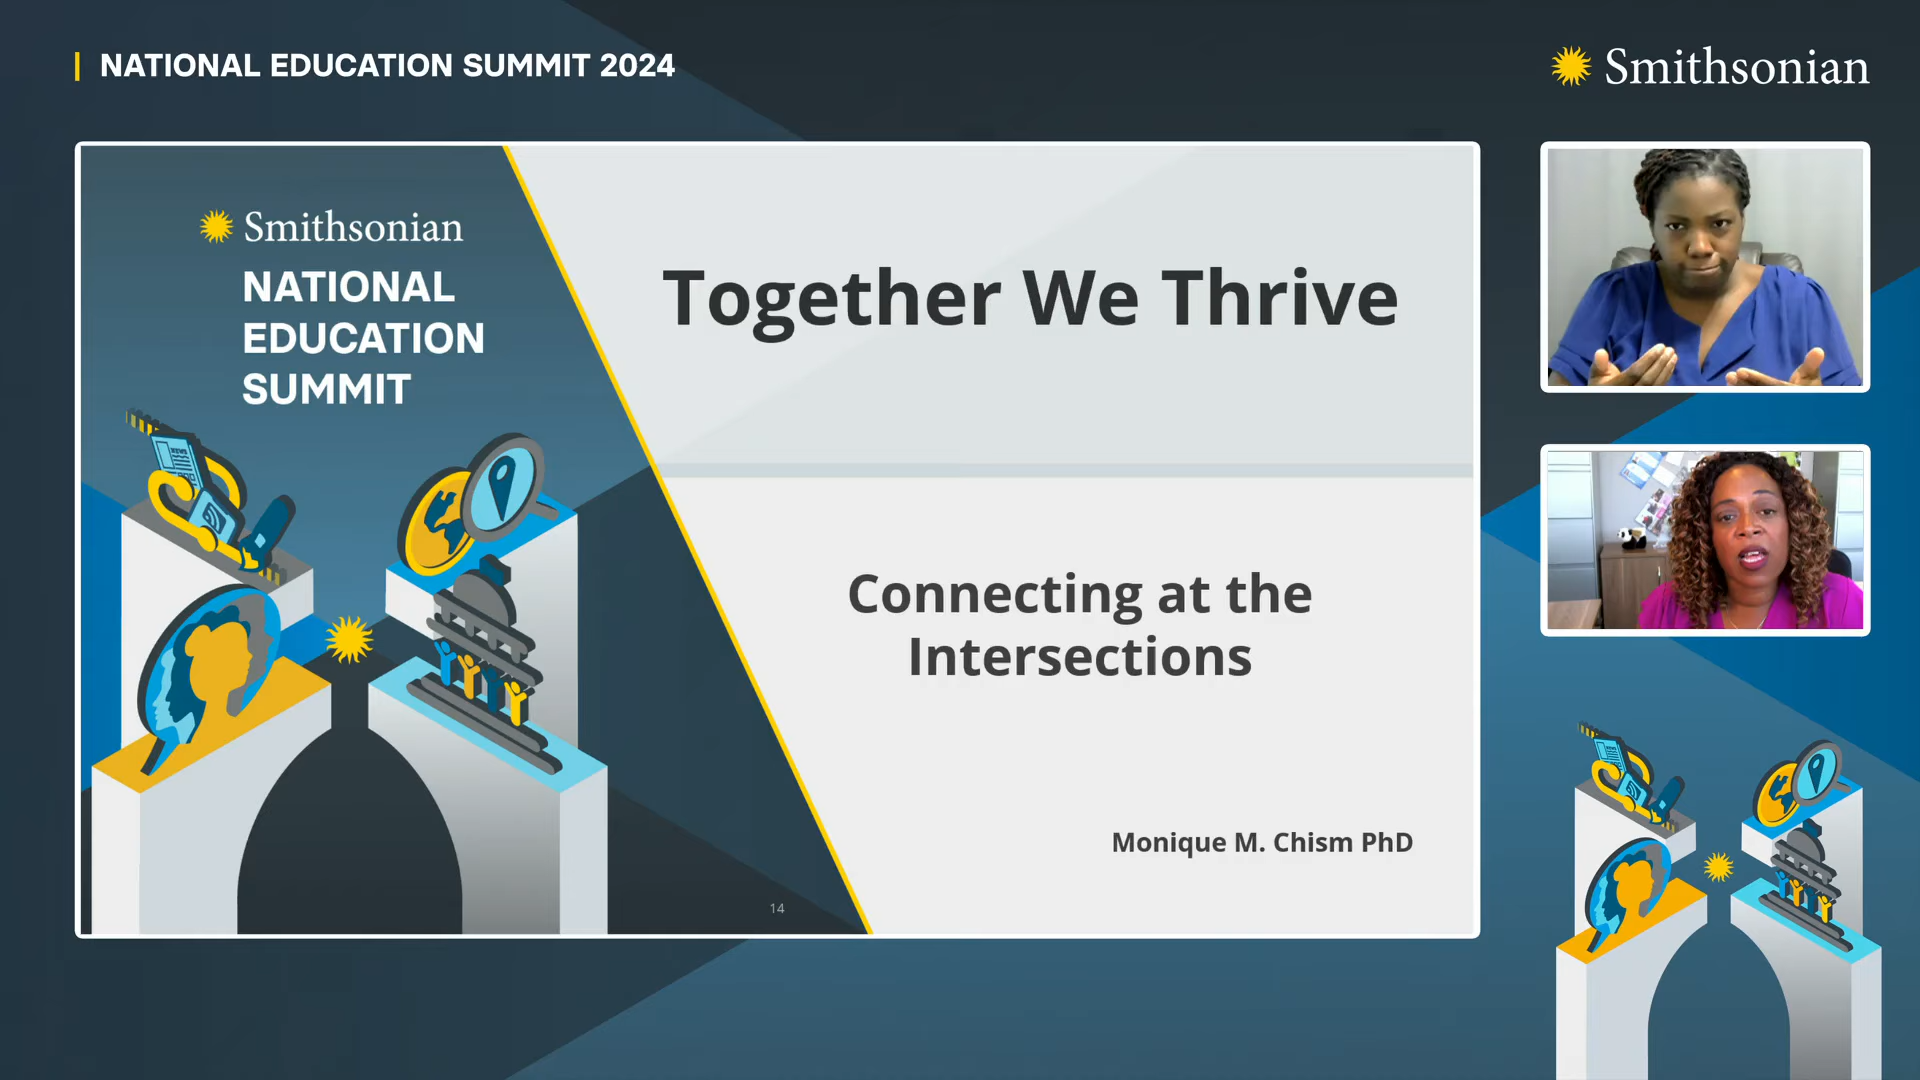 NATIONAL EDUCATION SUMMIT 2024
Smithsonian
Smithsonian
NATIONAL
EDUCATION
SUMMIT
NEWS
Together We Thrive
Connecting at the
Intersections
Monique M. Chism PhD
14